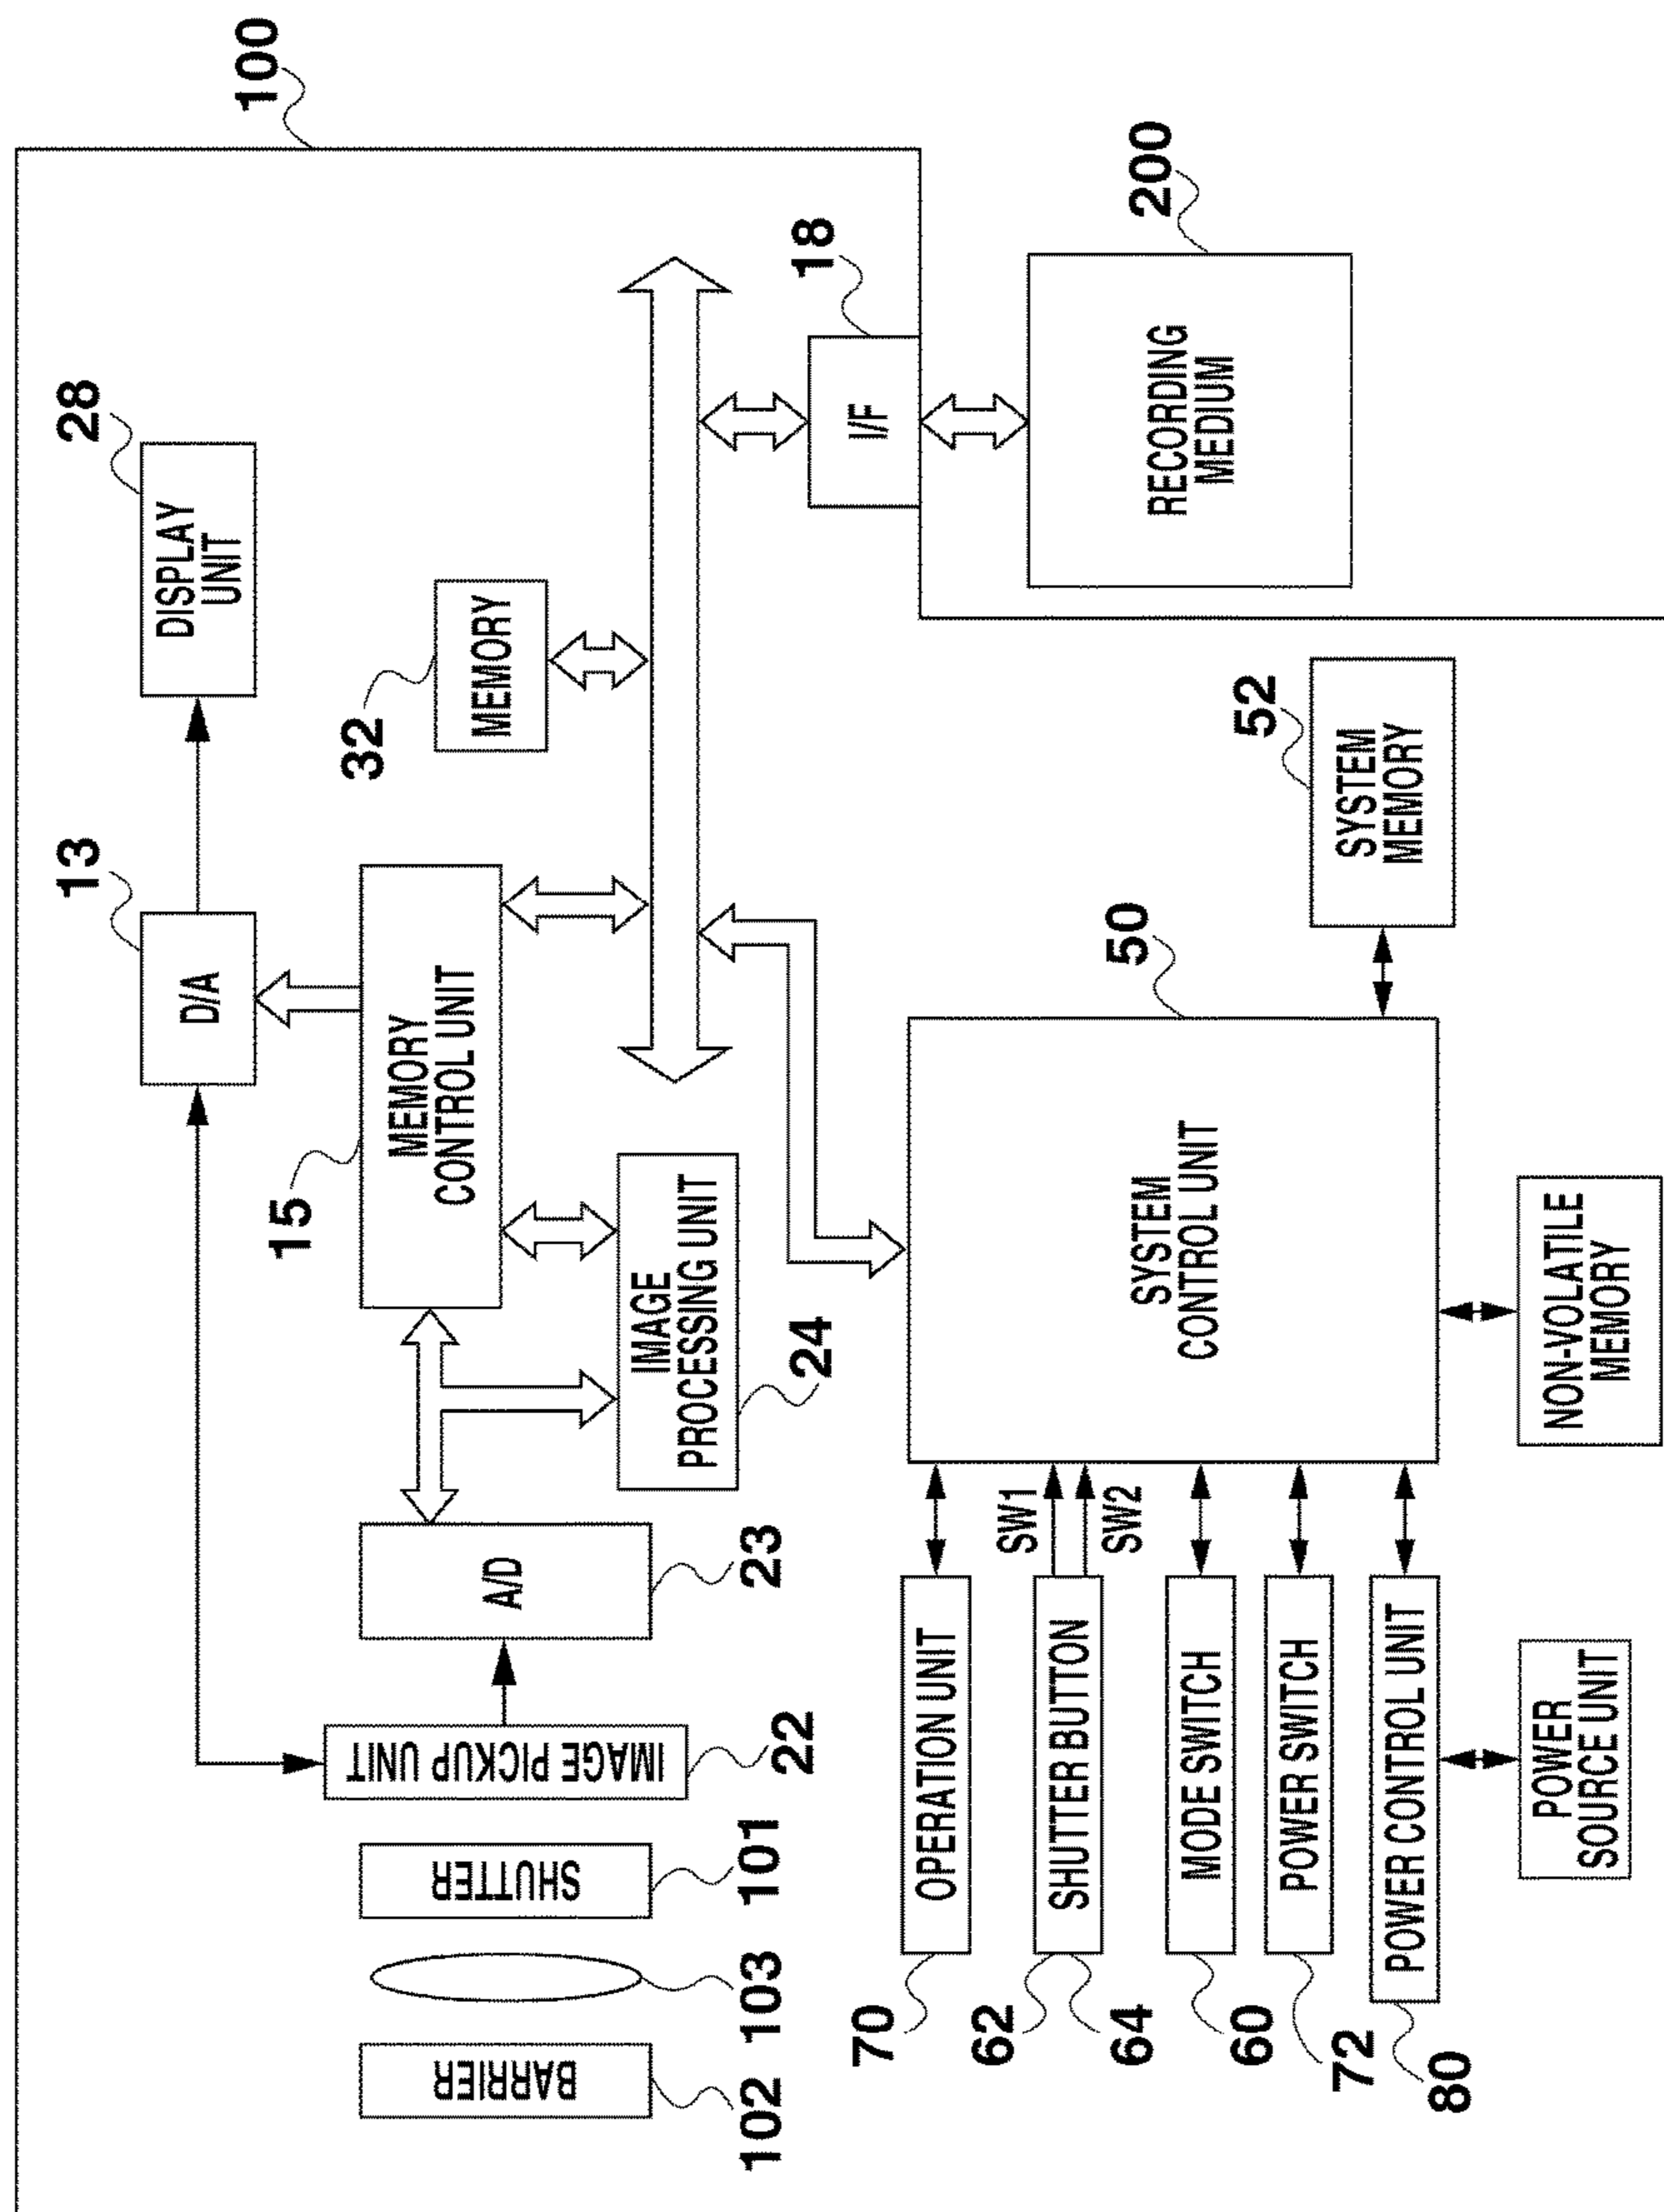 100
28
DISPLAY
UNIT
13
D/A
32
MEMORY
15
MEMORY
CONTROL UNIT
18
I/F
200
RECORDING
MEDIUM
IMAGE
PROCESSING UNIT
24
A/D
23
IMAGE PICKUP UNIT
22
SHUTTER
101
103
BARRIER
102
50
SYSTEM
CONTROL UNIT
52
SYSTEM
MEMORY
NON-VOLATILE
MEMORY
OPERATION UNIT
70
SW1
SW2
SHUTTER BUTTON
62
64
MODE SWITCH
60
POWER SWITCH
72
POWER CONTROL UNIT
80
POWER
SOURCE UNIT